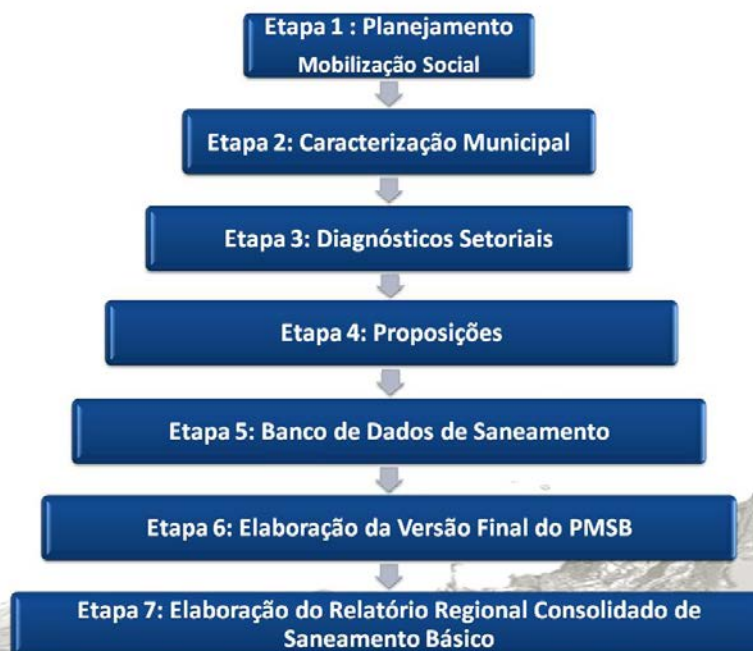 Etapa 1 : Planejamento
Mobilização Social
Etapa 2: Caracterização Municipal
Etapa 3: Diagnósticos Setoriais
Etapa 4: Proposições
Etapa 5: Banco de Dados de Saneamento
Etapa 6: Elaboração da Versão Final do PMSB
Etapa 7: Elaboração do Relatório Regional Consolidado de
Saneamento Básico